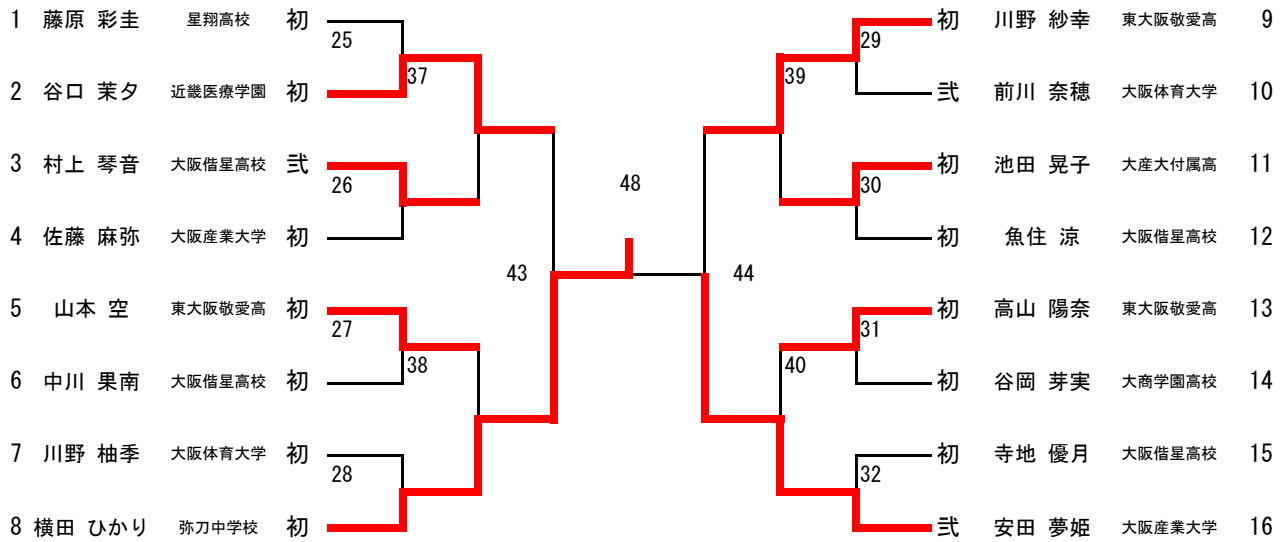 1 藤原 彩圭 星翔高校 初
25
37
2 谷口 茉夕 近畿医療学園 初
3 村上 琴音 大阪偕星高校 弐
26
4 佐藤 麻弥 大阪産業大学 初
43
5 山本 空 東大阪敬愛高 初
27
38
6 中川 果南 大阪偕星高校 初
7 川野 柚季 大阪体育大学 初
28
8 横田 ひかり 弥刀中学校 初
48
初 川野 紗幸 東大阪敬愛高 9
29
39
弐 前川 奈穂 大阪体育大学 10
初 池田 晃子 大産大付属高 11
30
初 魚住 涼 大阪偕星高校 12
44
初 高山 陽奈 東大阪敬愛高 13
31
40
初 谷岡 芽実 大商学園高校 14
初 寺地 優月 大阪偕星高校 15
32
弐 安田 夢姫 大阪産業大学 16